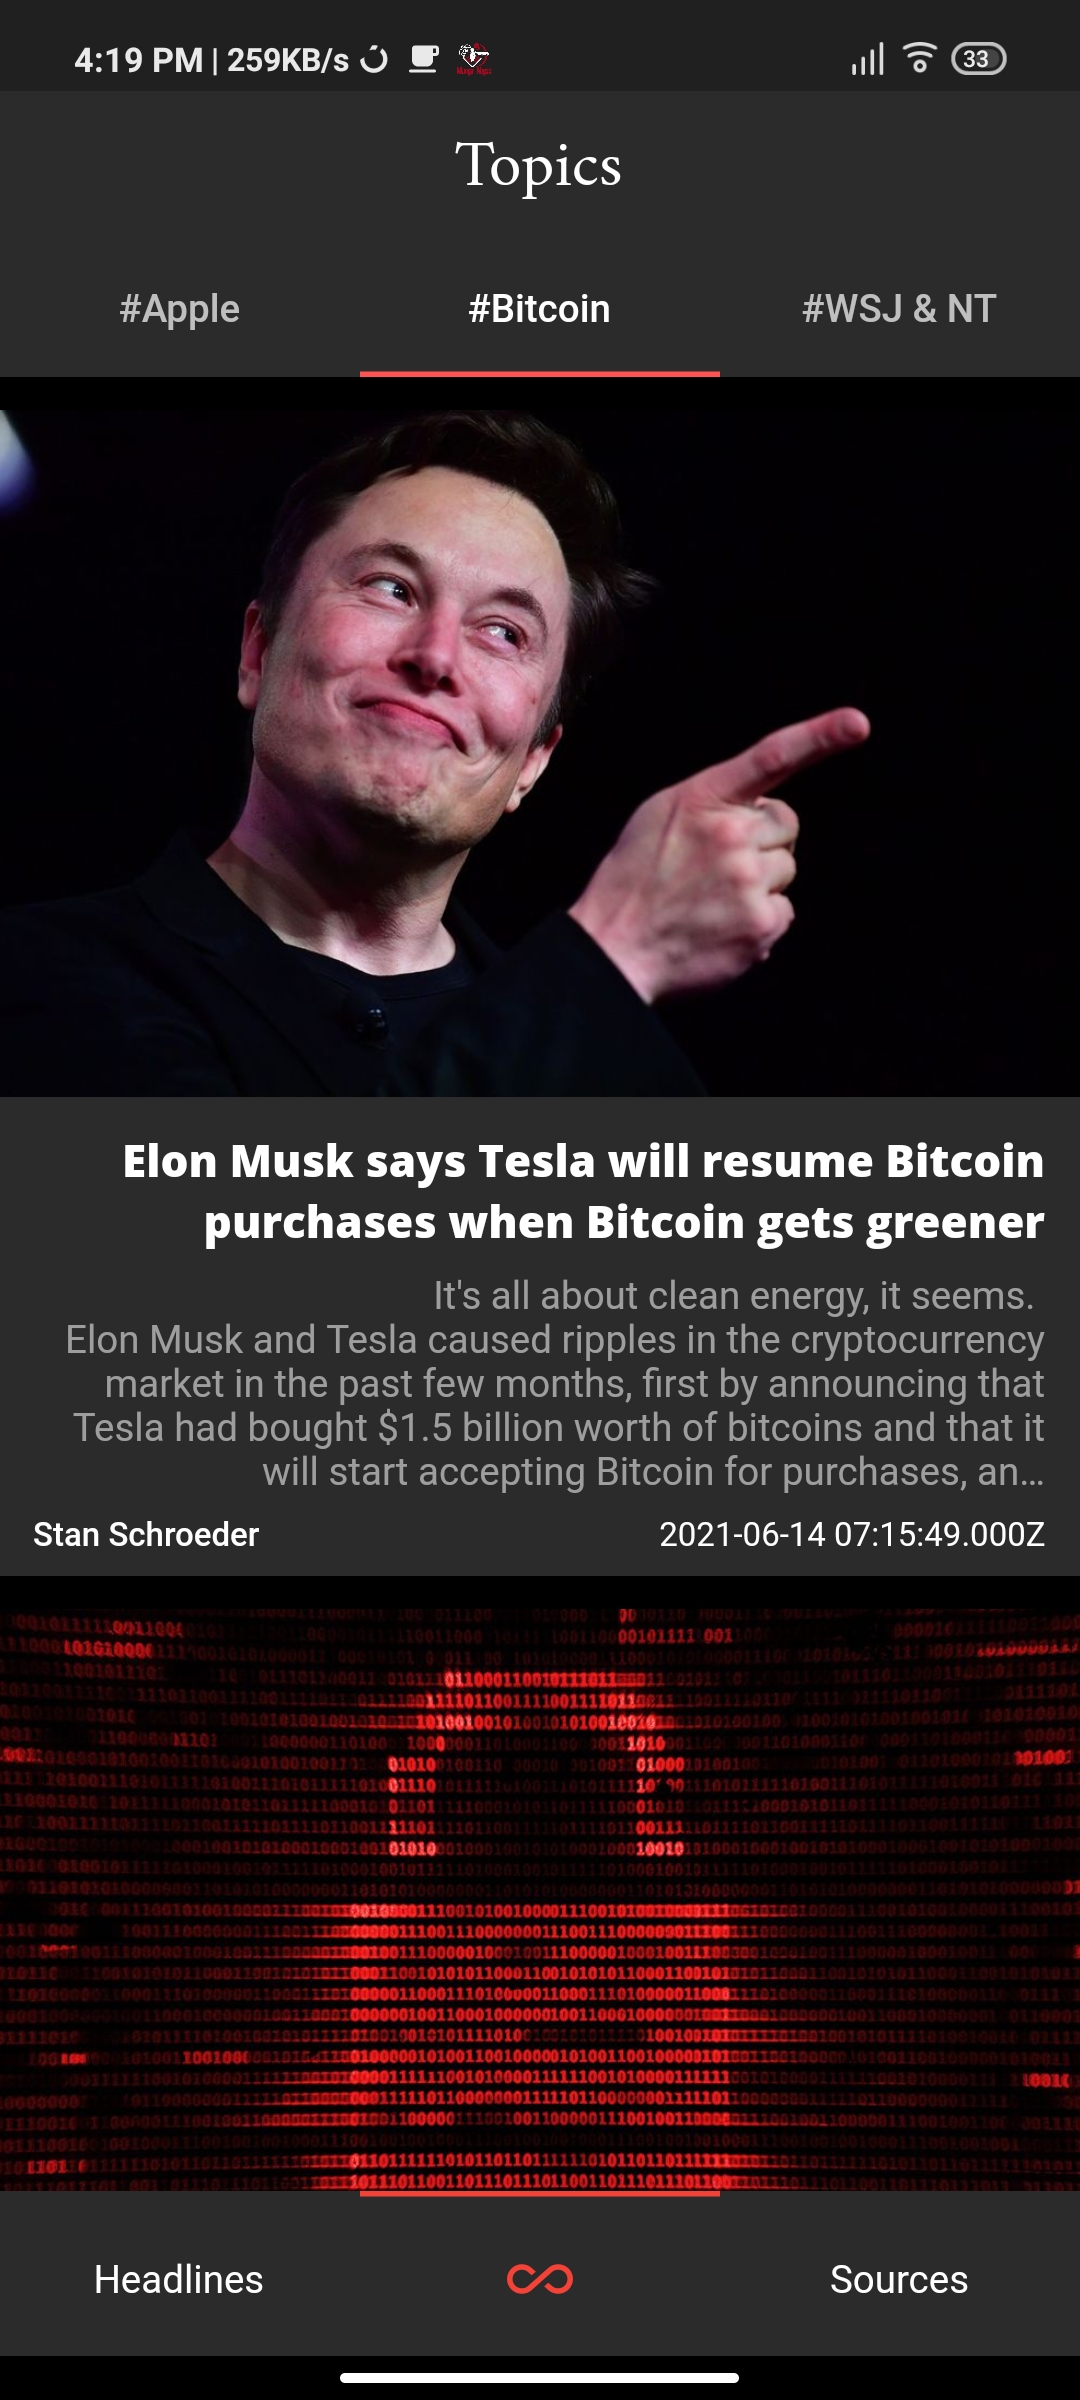 4:19 PM | 259KB/s
33
Topics
#Apple
#Bitcoin
#WSJ & NT
Elon Musk says Tesla will resume Bitcoin
purchases when Bitcoin gets greener
It's all about clean energy, it seems.
Elon Musk and Tesla caused ripples in the cryptocurrency
market in the past few months, first by announcing that
Tesla had bought $1.5 billion worth of bitcoins and that it
will start accepting Bitcoin for purchases, an…
Stan Schroeder
2021-06-14 07:15:49.000Z
Headlines
Sources